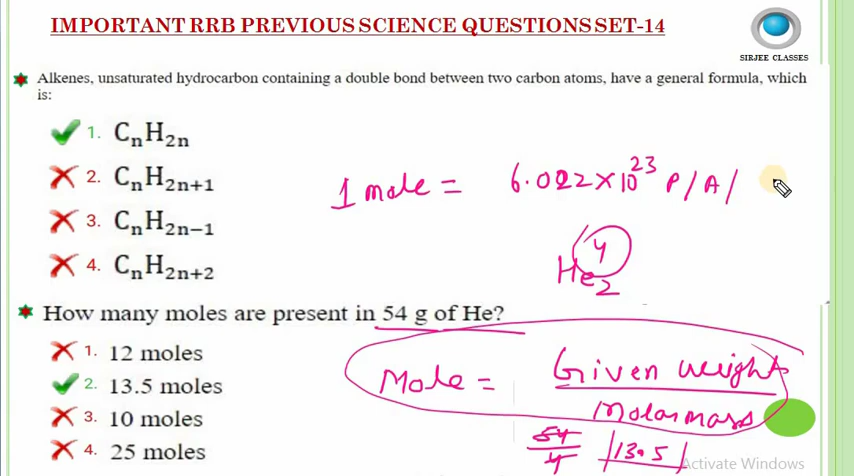 IMPORTANT RRB PREVIOUS SCIENCE QUESTIONS SET-14
SIRJEE CLASSES
Alkenes, unsaturated hydrocarbon containing a double bond between two carbon atoms, have a general formula, which
is:
1. CₙH₂ₙ
2. CₙH₂ₙ₊₁
3. CₙH₂ₙ₋₁
4. CₙH₂ₙ₊₂
1 mole = 6.022×10²³ P/A/
4
He
2
How many moles are present in 54 g of He?
1. 12 moles
2. 13.5 moles
3. 10 moles
4. 25 moles
Mole = Given weight
Molar mass
54
4
13.5
Activate Windows